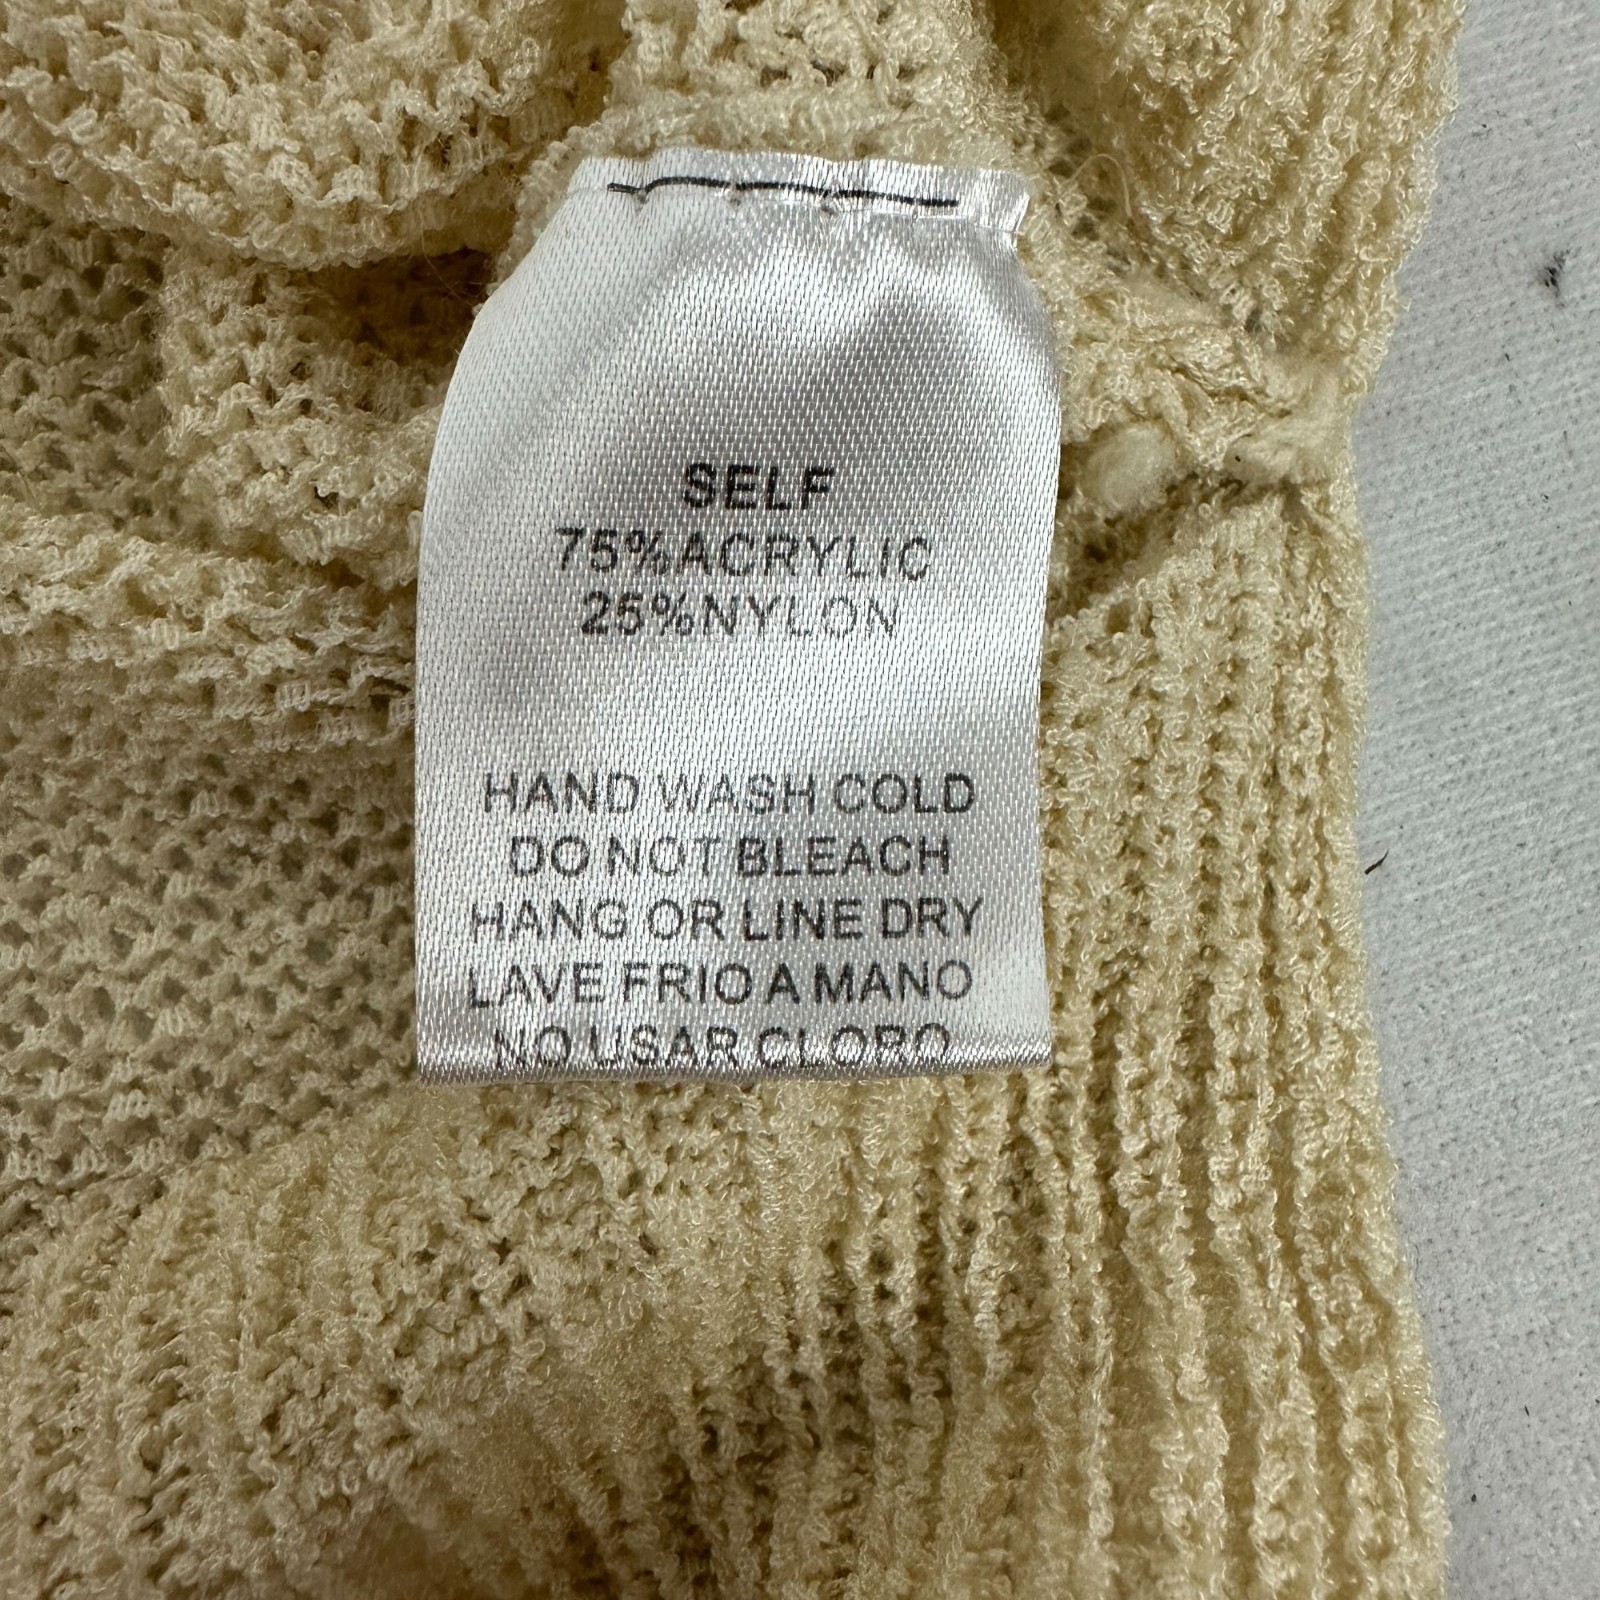 SELF
75%ACRYLIC
25%NYLON
HAND WASH COLD
DO NOT BLEACH
HANG OR LINE DRY
LAVE FRIO A MANO
NO USAR CLORO